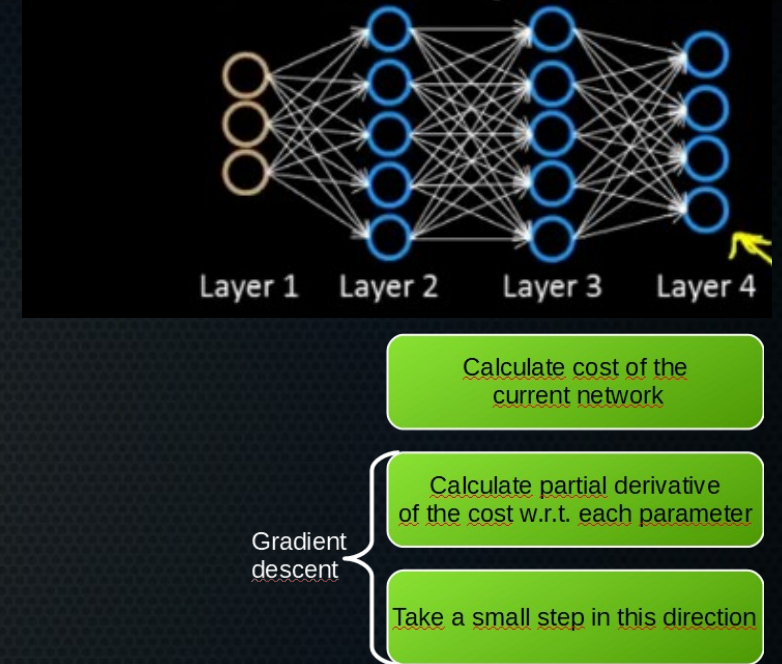 Layer 1 Layer 2 Layer 3 Layer 4
Calculate cost of the
current network
Calculate partial derivative
of the cost w.r.t. each parameter
Gradient
descent
Take a small step in this direction